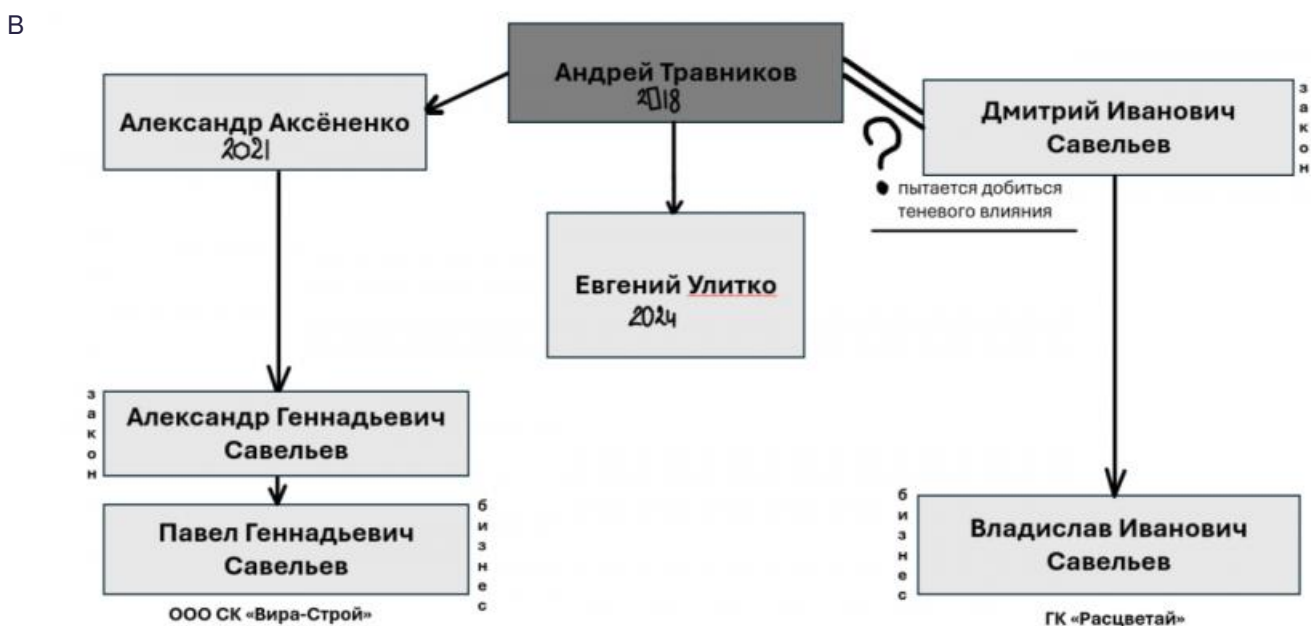 В
Андрей Травников
2018
Александр Аксёненко
2021
Дмитрий Иванович
Савельев
закон
?
пытается добиться
теневого влияния
Евгений Улитко
2024
закон
Александр Геннадьевич
Савельев
Павел Геннадьевич
Савельев
бизнес
ООО СК «Вира-Строй»
бизнес
Владислав Иванович
Савельев
ГК «Расцветай»